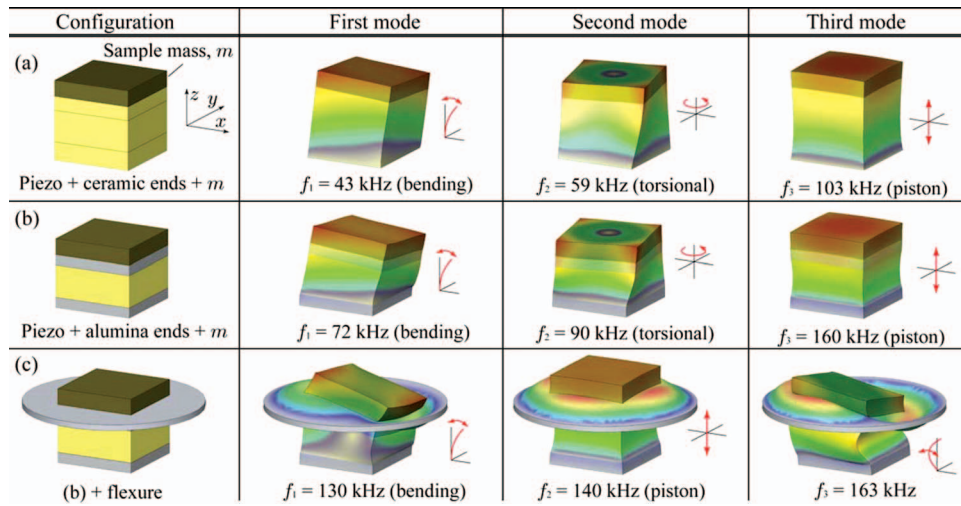 Configuration First mode Second mode Third mode
(a)
Sample mass, m
z
y
x
Piezo + ceramic ends + m
f₁ = 43 kHz (bending)
f₂ = 59 kHz (torsional)
f₃ = 103 kHz (piston)
(b)
Piezo + alumina ends + m
f₁ = 72 kHz (bending)
f₂ = 90 kHz (torsional)
f₃ = 160 kHz (piston)
(c)
(b) + flexure
f₁ = 130 kHz (bending)
f₂ = 140 kHz (piston)
f₃ = 163 kHz